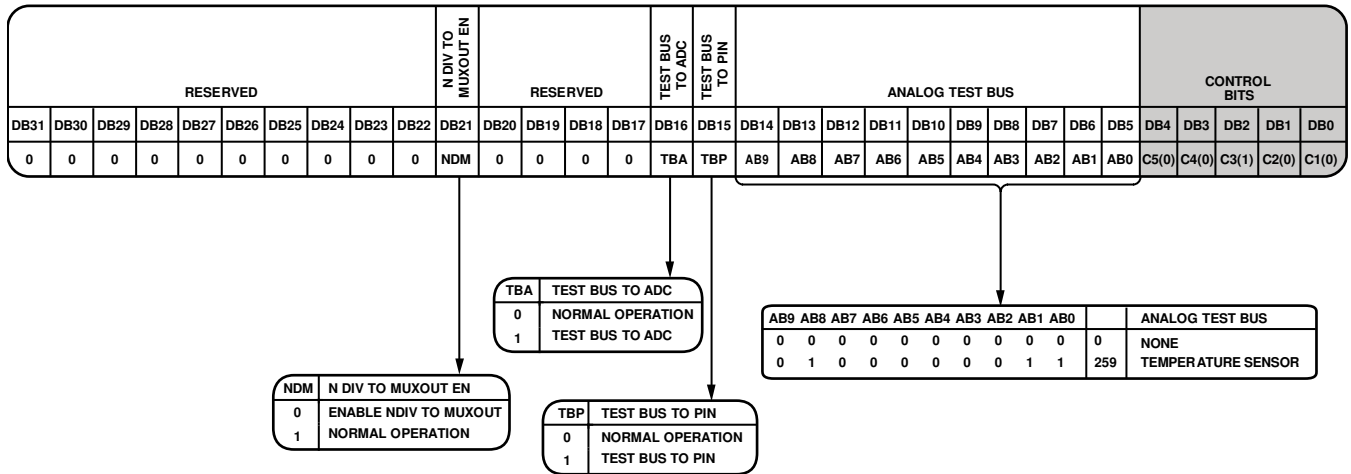 RESERVED
N DIV TO
MUXOUT EN
RESERVED
TEST BUS
TO ADC
TEST BUS
TO PIN
ANALOG TEST BUS
CONTROL
BITS
DB31 DB30 DB29 DB28 DB27 DB26 DB25 DB24 DB23 DB22 DB21 DB20 DB19 DB18 DB17 DB16 DB15 DB14 DB13 DB12 DB11 DB10 DB9 DB8 DB7 DB6 DB5 DB4 DB3 DB2 DB1 DB0
0 0 0 0 0 0 0 0 0 0 NDM 0 0 0 0 TBA TBP AB9 AB8 AB7 AB6 AB5 AB4 AB3 AB2 AB1 AB0 C5(0) C4(0) C3(1) C2(0) C1(0)
TBA TEST BUS TO ADC
0 NORMAL OPERATION
1 TEST BUS TO ADC
AB9 AB8 AB7 AB6 AB5 AB4 AB3 AB2 AB1 AB0 ANALOG TEST BUS
0 0 0 0 0 0 0 0 0 0 0 NONE
0 1 0 0 0 0 0 0 1 1 259 TEMPERATURE SENSOR
NDM N DIV TO MUXOUT EN
0 ENABLE NDIV TO MUXOUT
1 NORMAL OPERATION
TBP TEST BUS TO PIN
0 NORMAL OPERATION
1 TEST BUS TO PIN